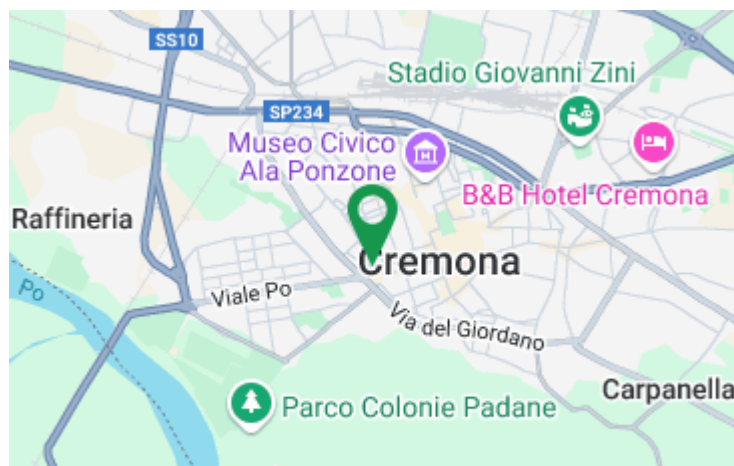 SS10
Stadio Giovanni Zini
SP234
Museo Civico
Ala Ponzone
B&B Hotel Cremona
Raffineria
Cremona
Po
Viale Po
Via del Giordano
Carpanella
Parco Colonie Padane